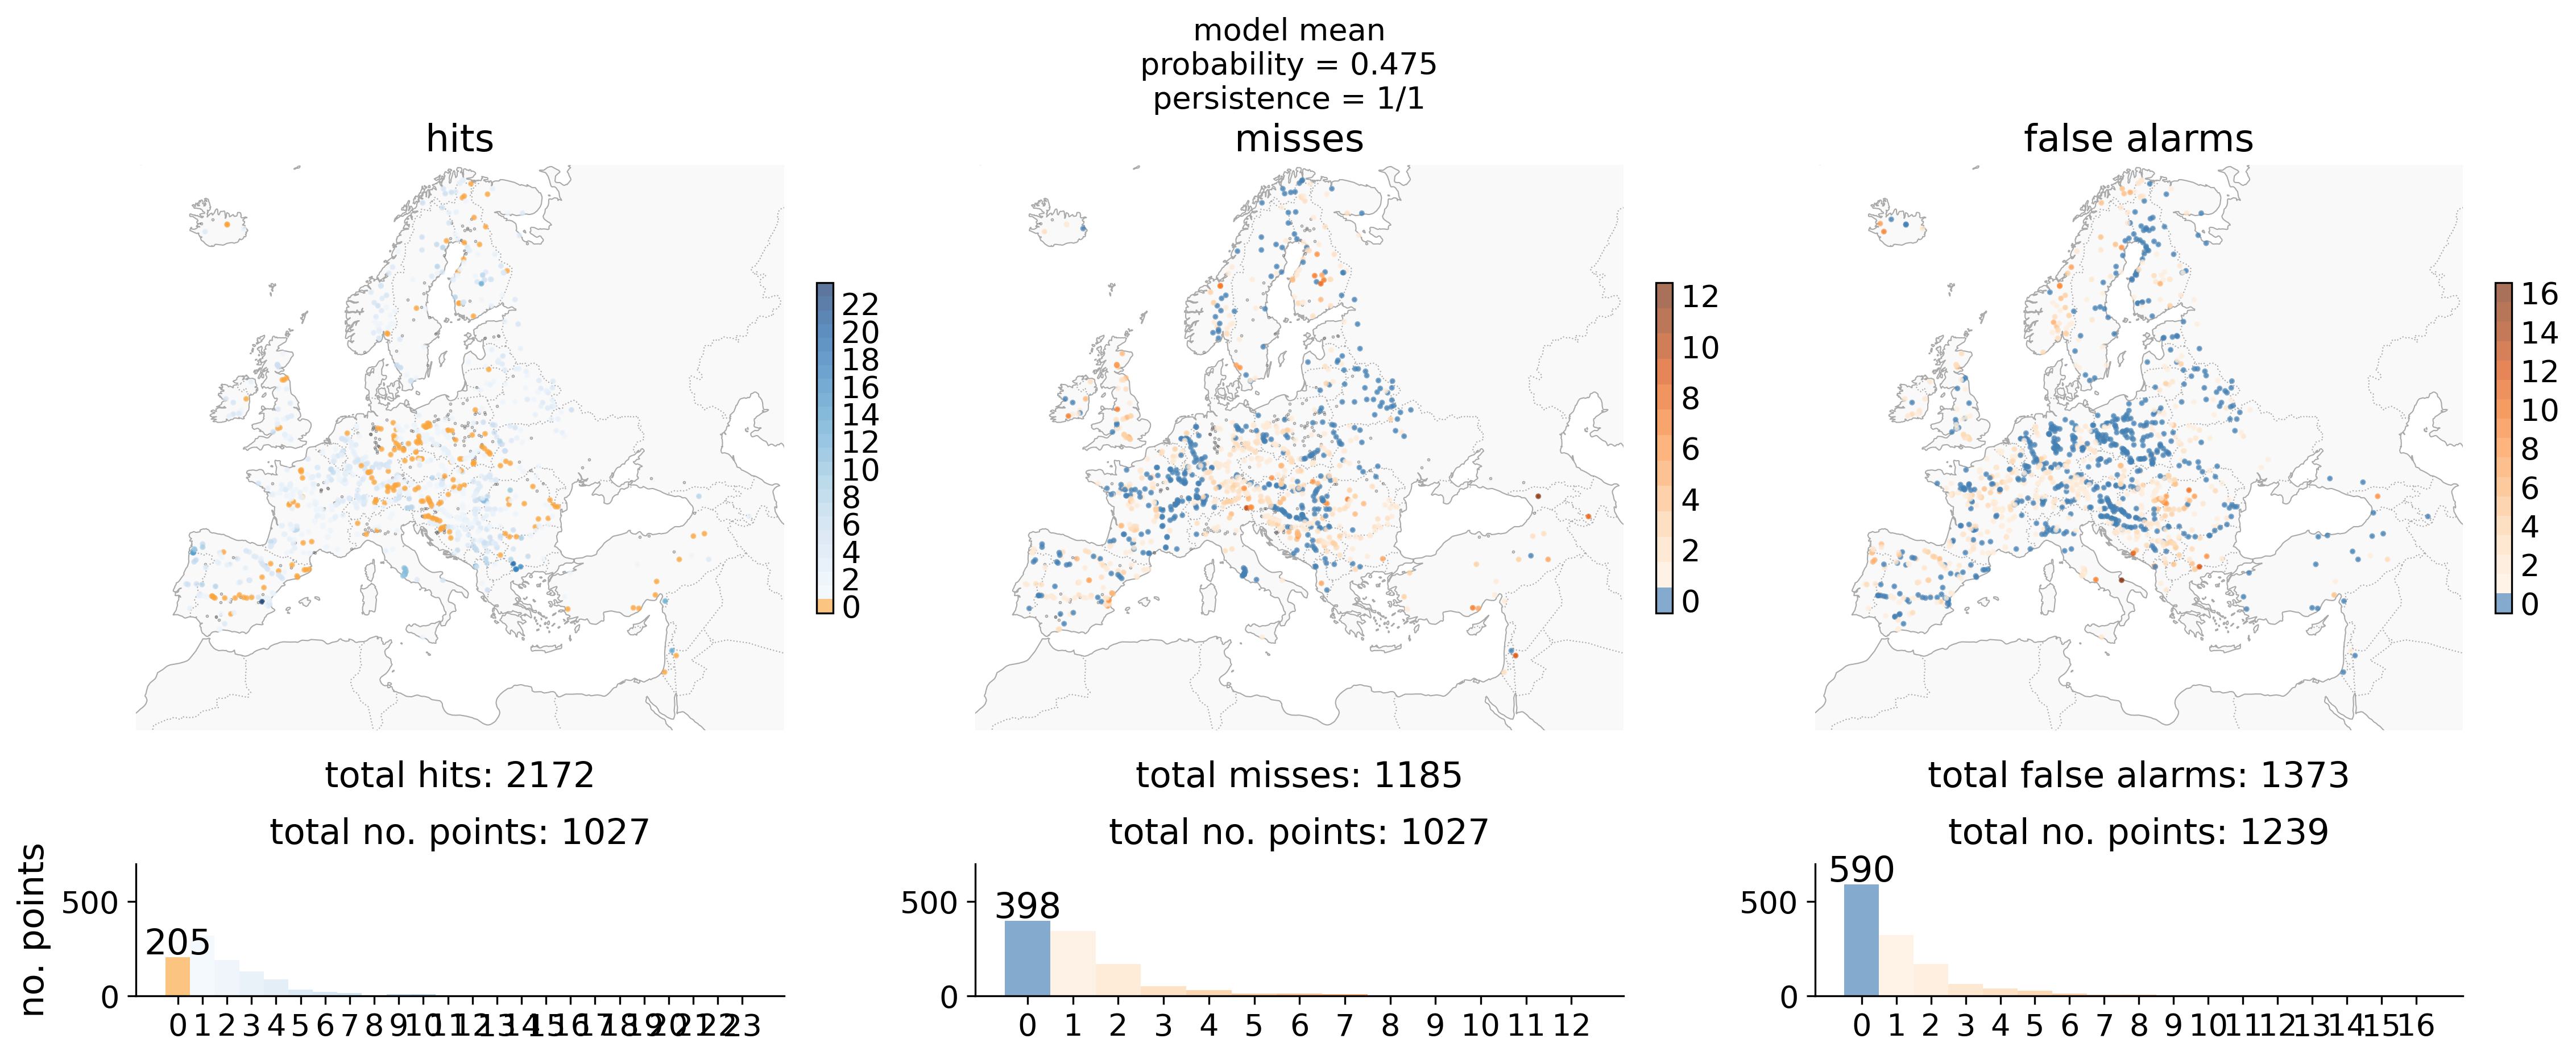 model mean
probability = 0.475
persistence = 1/1
hits
misses
false alarms
22
20
18
16
14
12
10
8
6
4
2
0
12
10
8
6
4
2
0
16
14
12
10
8
6
4
2
0
total hits: 2172
total misses: 1185
total false alarms: 1373
total no. points: 1027
total no. points: 1027
total no. points: 1239
no. points
500
0
205
0 1 2 3 4 5 6 7 8 9 10 11 12 13 14 15 16 17 18 19 20 21 22 23
500
0
398
0 1 2 3 4 5 6 7 8 9 10 11 12
500
0
590
0 1 2 3 4 5 6 7 8 9 10 11 12 13 14 15 16